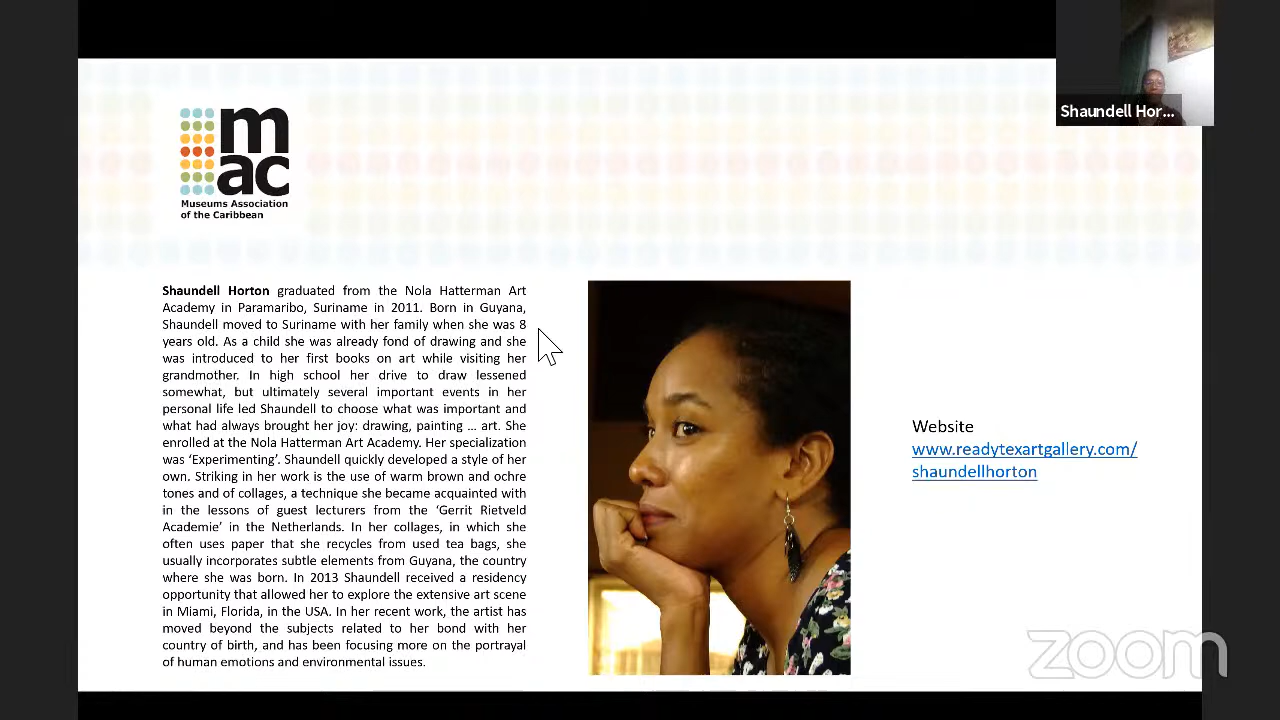 Shaundell Hor...
m
ac
Museums Association
of the Caribbean
Shaundell Horton graduated from the Nola Hatterman Art
Academy in Paramaribo, Suriname in 2011. Born in Guyana,
Shaundell moved to Suriname with her family when she was 8
years old. As a child she was already fond of drawing and she
was introduced to her first books on art while visiting her
grandmother. In high school her drive to draw lessened
somewhat, but ultimately several important events in her
personal life led Shaundell to choose what was important and
what had always brought her joy: drawing, painting … art. She
enrolled at the Nola Hatterman Art Academy. Her specialization
was ‘Experimenting’. Shaundell quickly developed a style of her
own. Striking in her work is the use of warm brown and ochre
tones and of collages, a technique she became acquainted with
in the lessons of guest lecturers from the ‘Gerrit Rietveld
Academie’ in the Netherlands. In her collages, in which she
often uses paper that she recycles from used tea bags, she
usually incorporates subtle elements from Guyana, the country
where she was born. In 2013 Shaundell received a residency
opportunity that allowed her to explore the extensive art scene
in Miami, Florida, in the USA. In her recent work, the artist has
moved beyond the subjects related to her bond with her
country of birth, and has been focusing more on the portrayal
of human emotions and environmental issues.
Website
www.readytexartgallery.com/
shaundellhorton
zoom